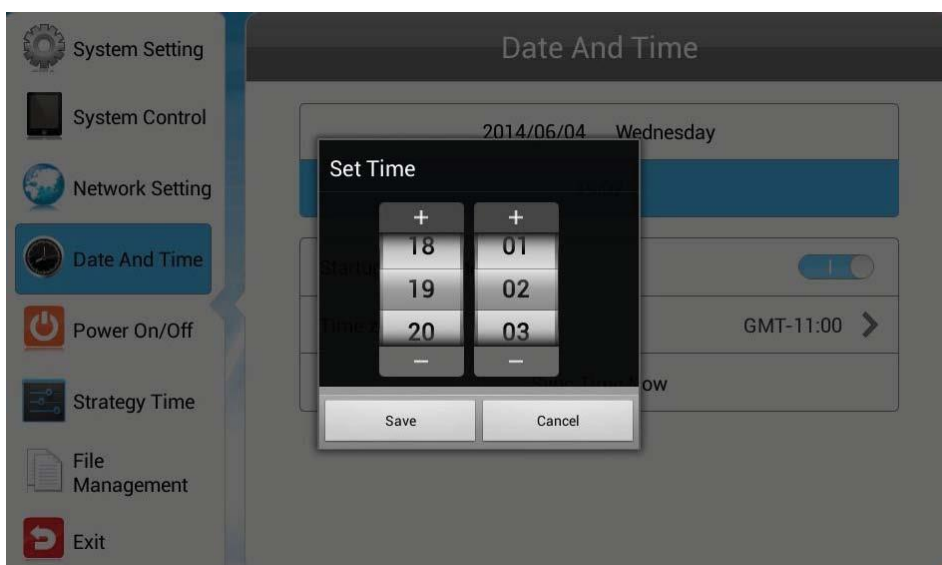 System Setting
System Control
Network Setting
Date And Time
Power On/Off
Strategy Time
File
Management
Exit
Date And Time
2014/06/04 Wednesday
Set Time
+ +
18 01
19 02
20 03
− −
Save Cancel
GMT-11:00